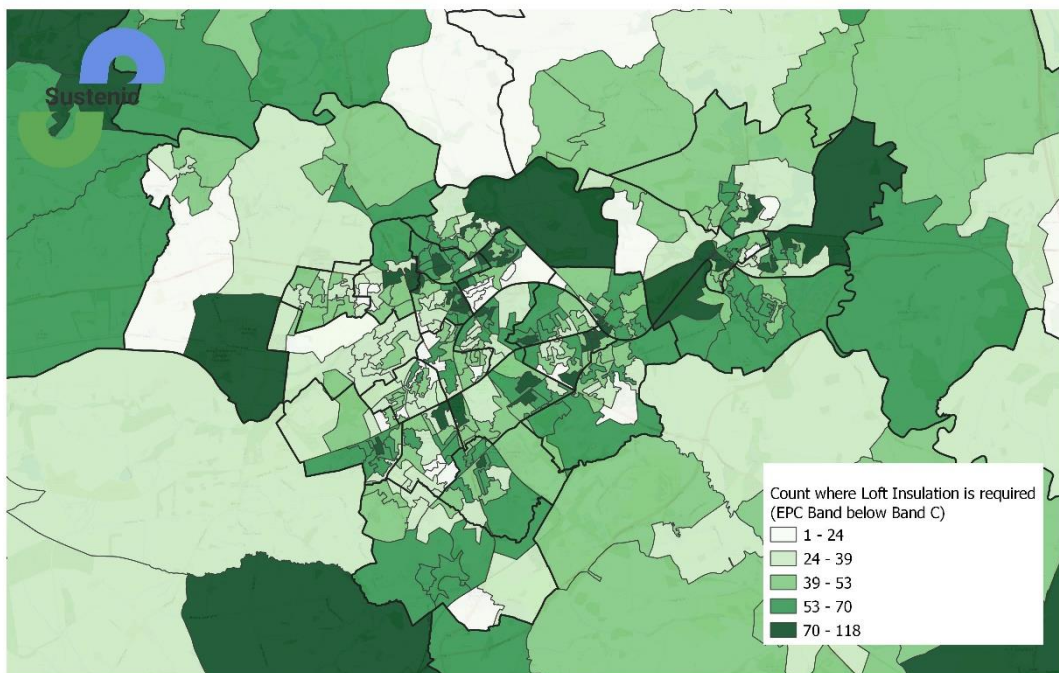 Sustenic
Count where Loft Insulation is required
(EPC Band below Band C)
1 - 24
24 - 39
39 - 53
53 - 70
70 - 118